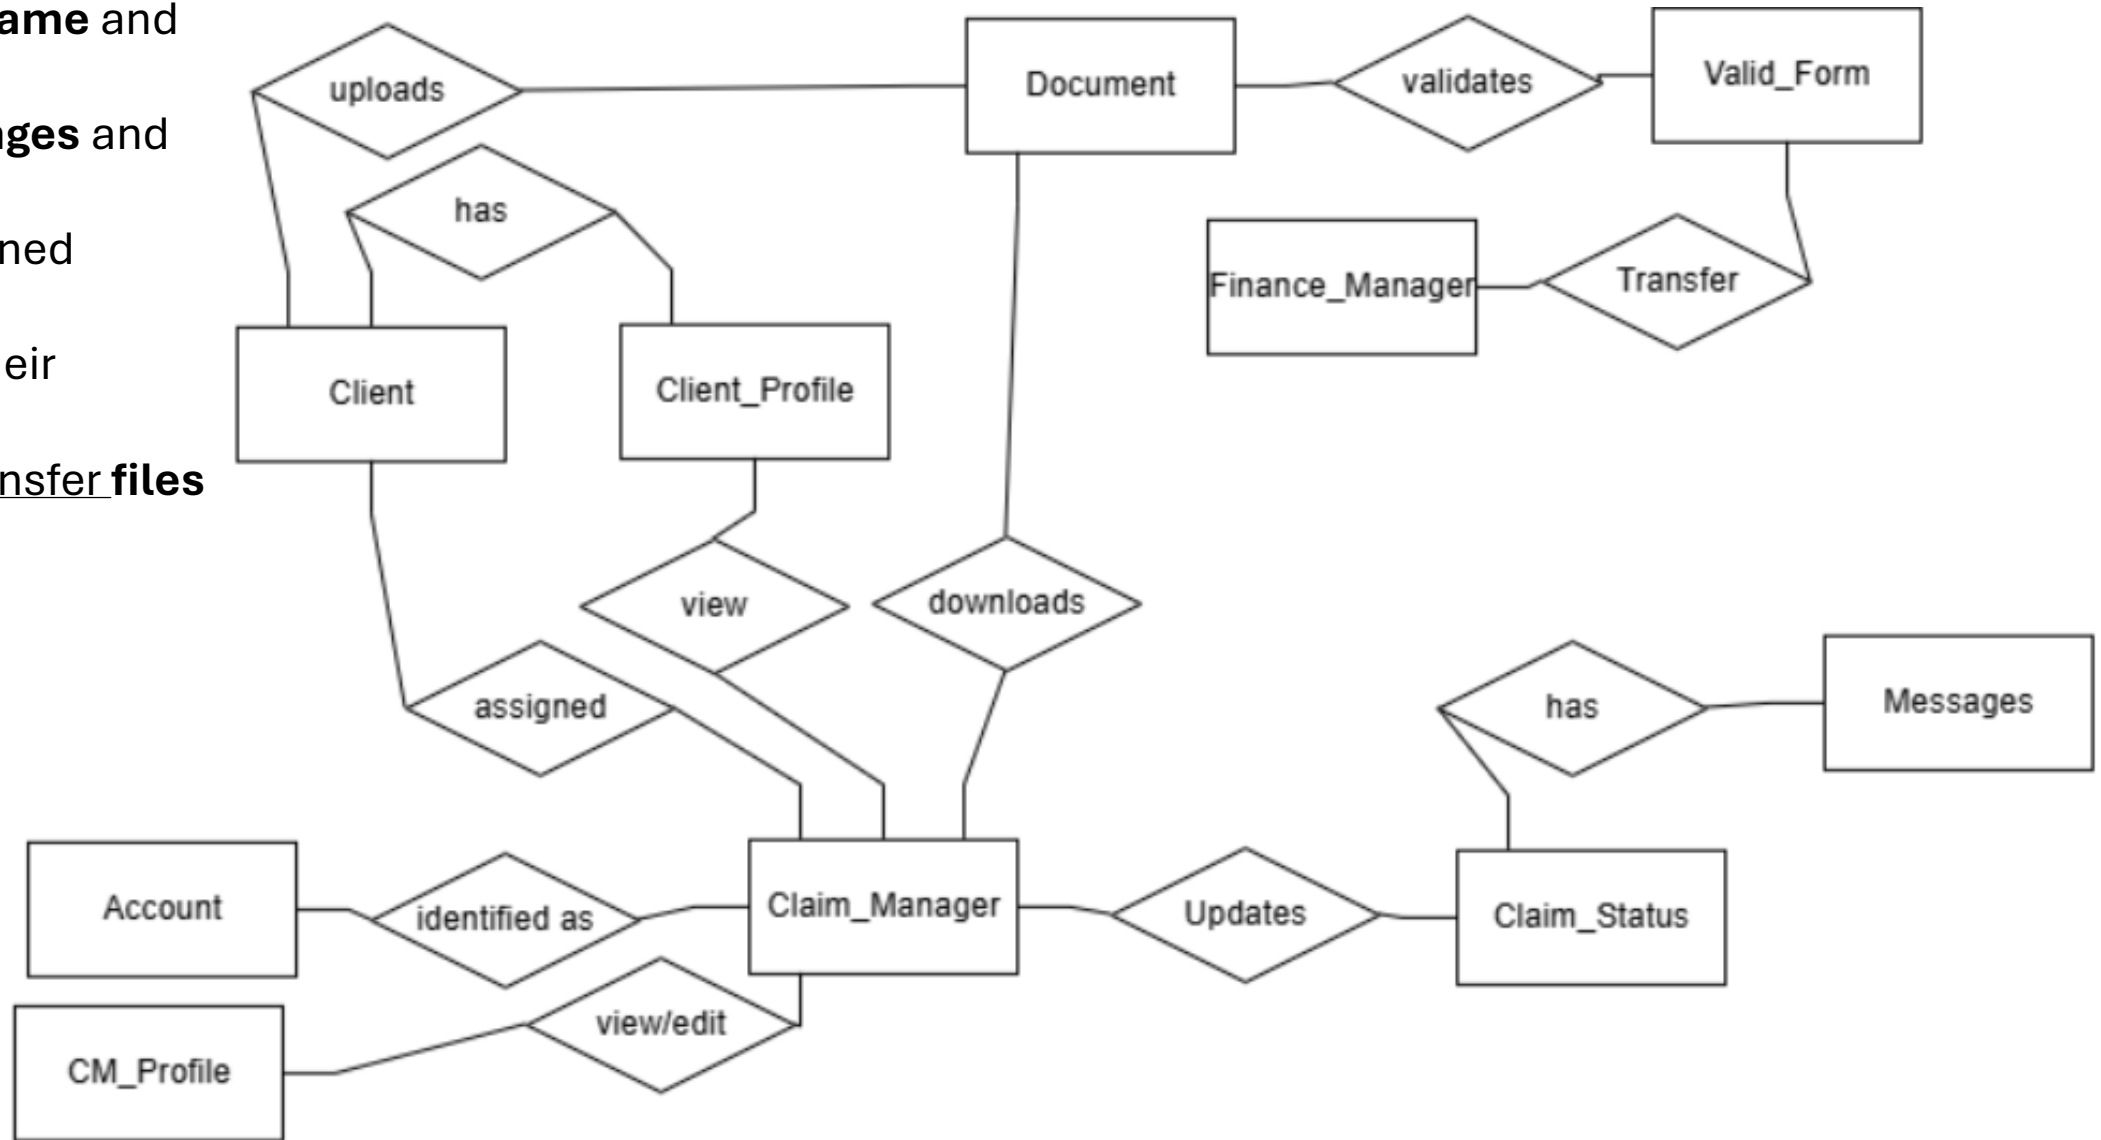 ame and
uploads
Document
validates
Valid_Form
ges and
has
ned
Finance_Manager
Transfer
eir
Client
Client_Profile
nsfer files
view
downloads
assigned
has
Messages
Account
identified as
Claim_Manager
Updates
Claim_Status
view/edit
CM_Profile